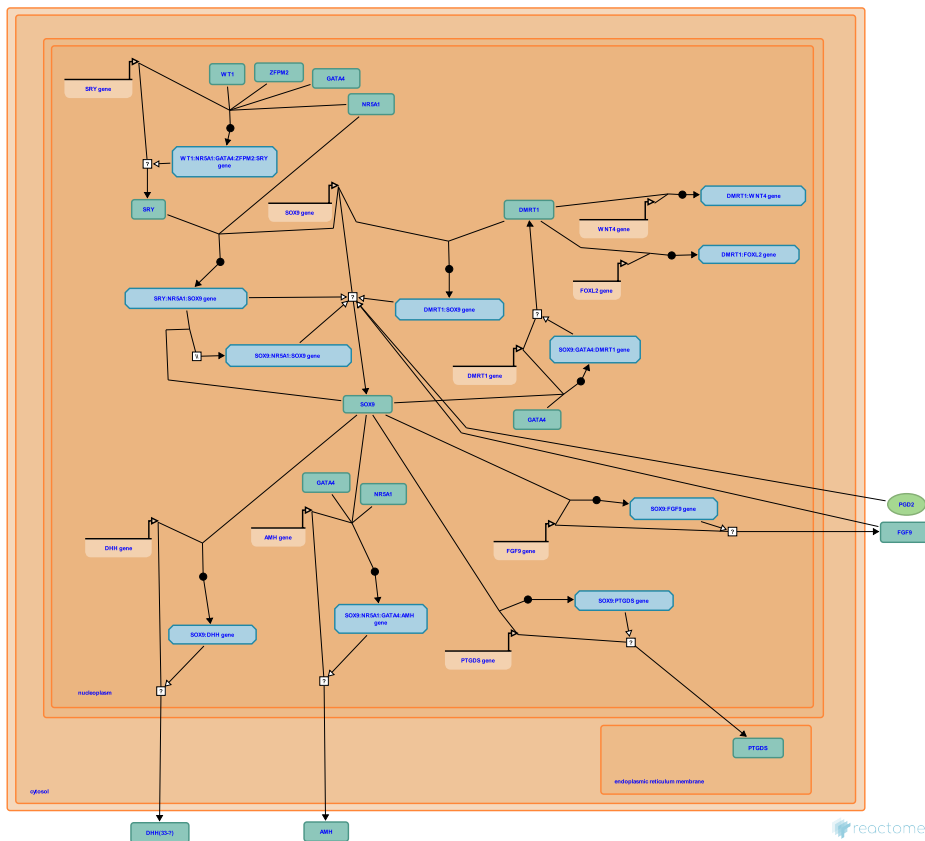 WT1
ZFPM2
GATA4
SRY gene
NR5A1
WT1:NR5A1:GATA4:ZFPM2:SRY
gene
?
SRY
SOX9 gene
DMRT1
DMRT1:WNT4 gene
WNT4 gene
DMRT1:FOXL2 gene
FOXL2 gene
SRY:NR5A1:SOX9 gene
?
DMRT1:SOX9 gene
?
?
SOX9:NR5A1:SOX9 gene
SOX9:GATA4:DMRT1 gene
DMRT1 gene
SOX9
GATA4
GATA4
NR5A1
PGD2
SOX9:FGF9 gene
AMH gene
DHH gene
FGF9 gene
?
FGF9
SOX9:PTGDS gene
SOX9:NR5A1:GATA4:AMH
gene
SOX9:DHH gene
?
PTGDS gene
?
?
nucleoplasm
PTGDS
endoplasmic reticulum membrane
cytosol
DHH(33-?)
AMH
reactome